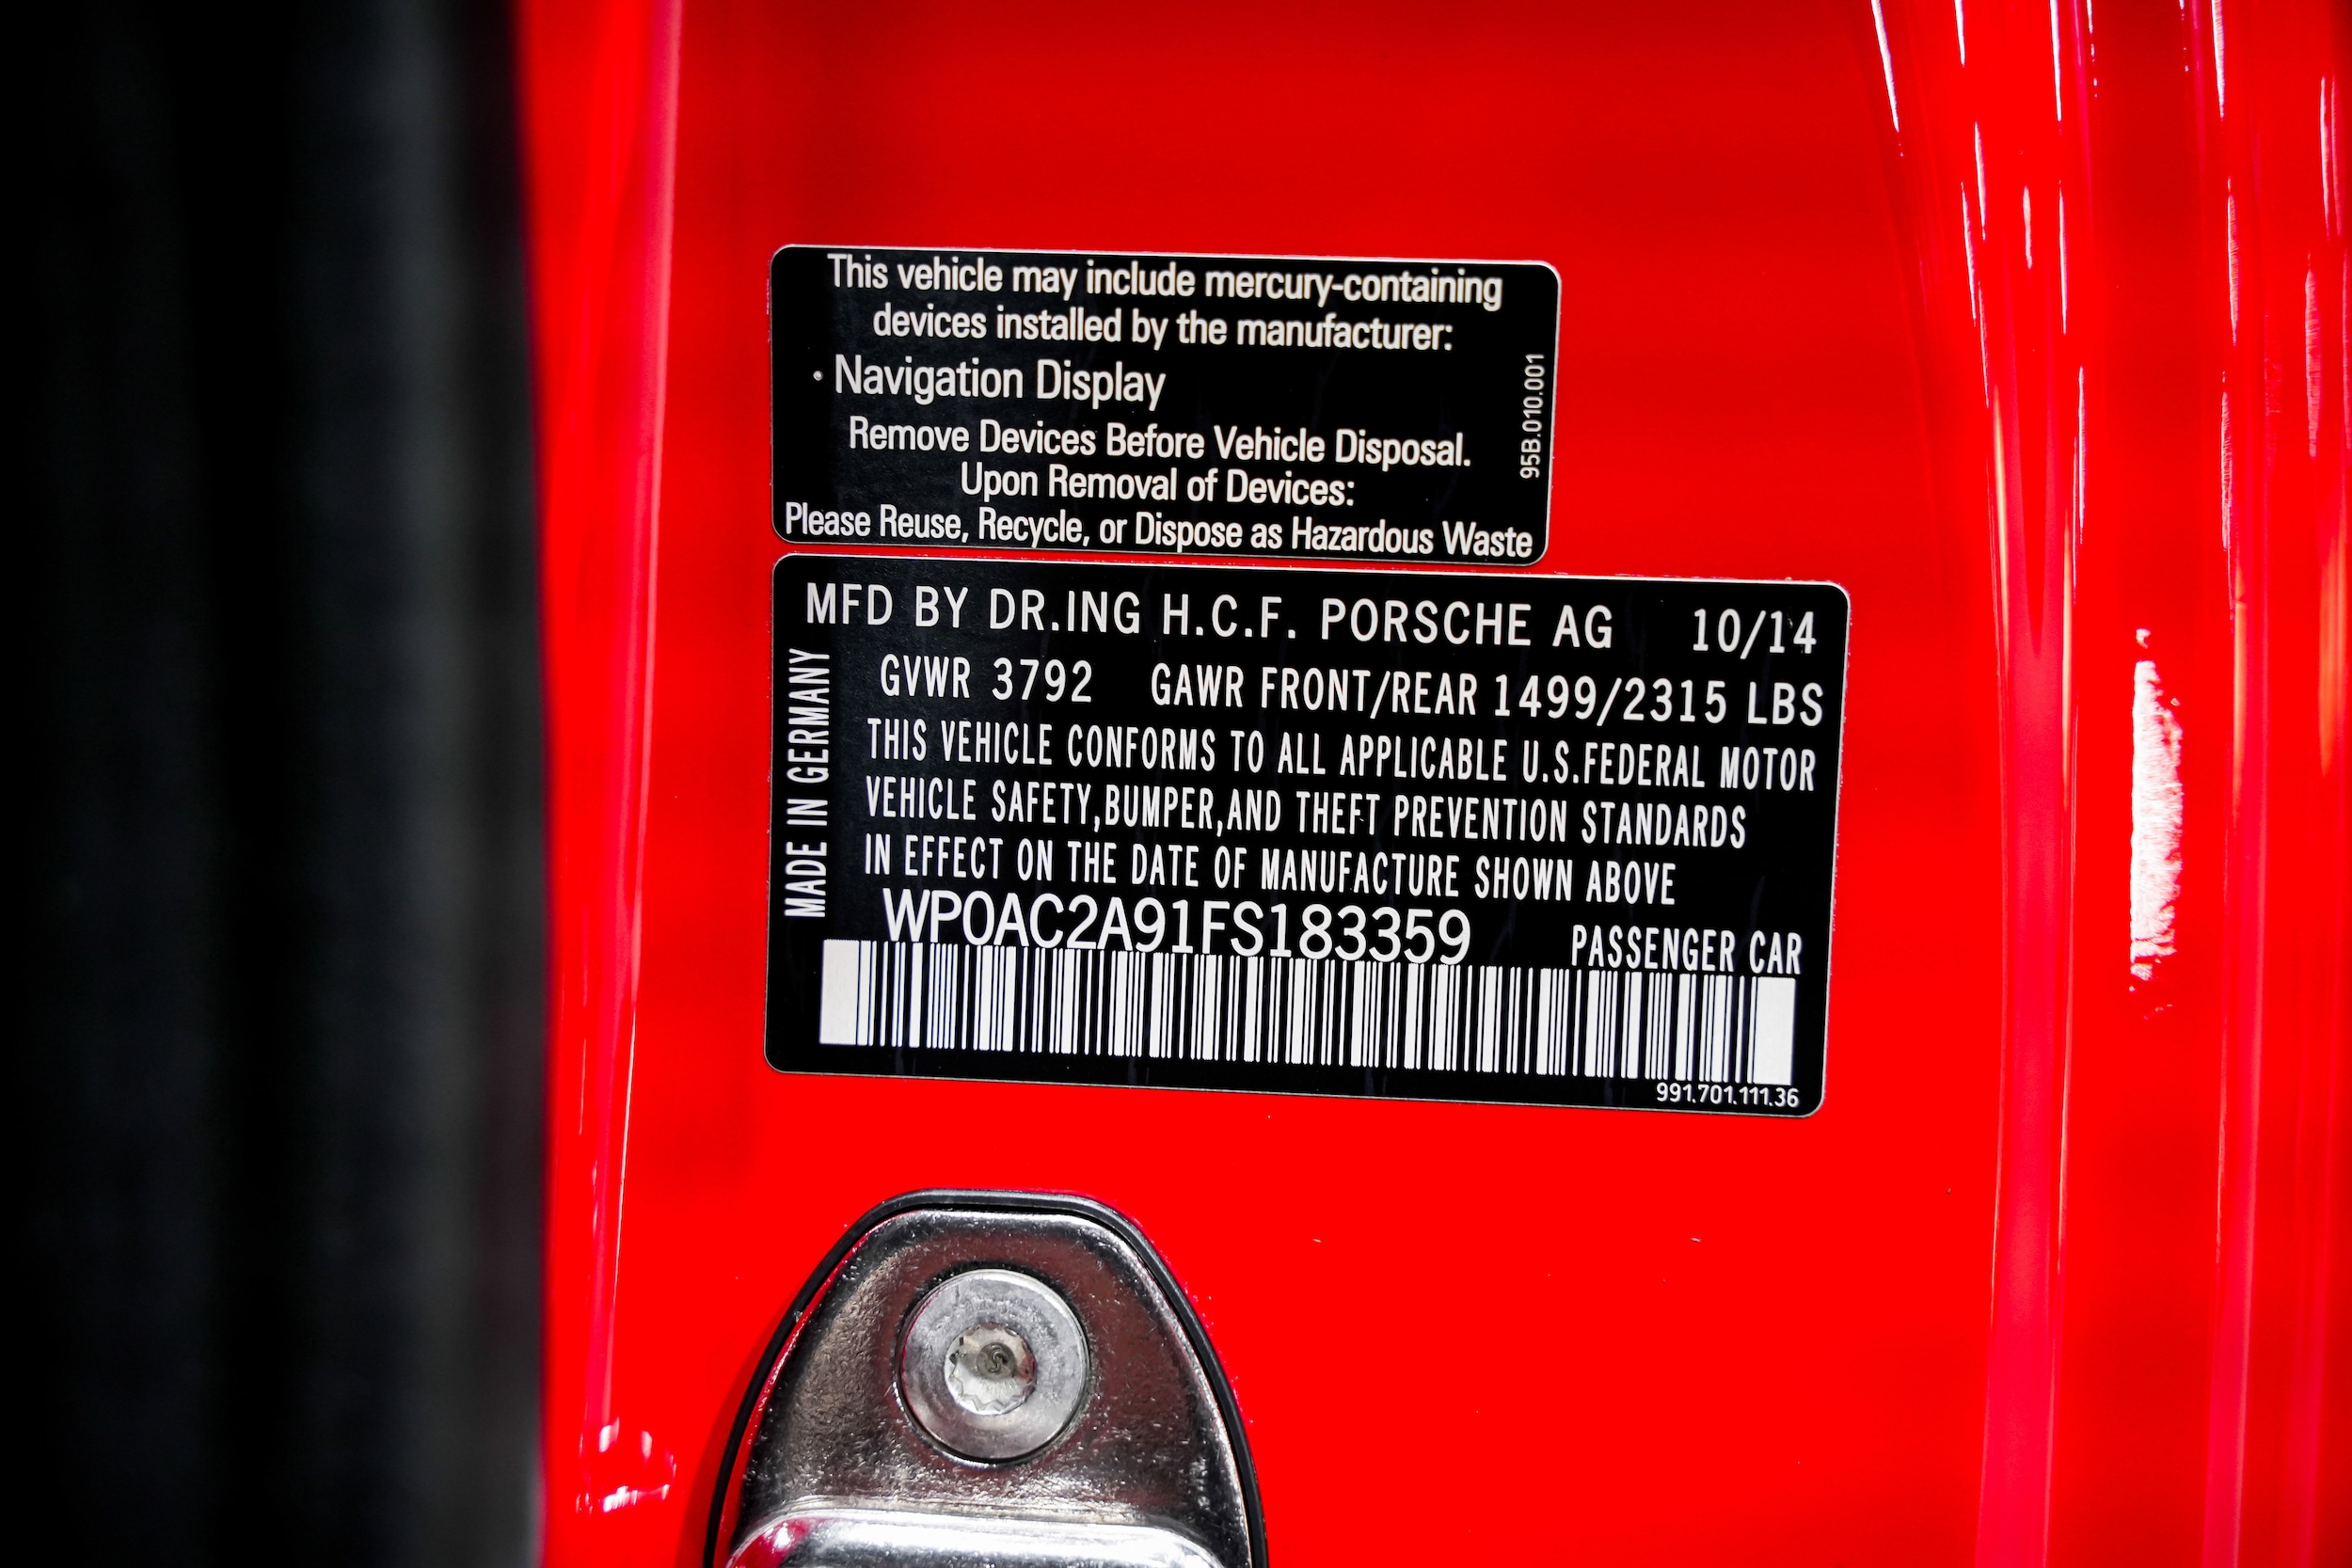 This vehicle may include mercury-containing
devices installed by the manufacturer:
· Navigation Display
Remove Devices Before Vehicle Disposal.
Upon Removal of Devices:
Please Reuse, Recycle, or Dispose as Hazardous Waste
95B.010.001
MFD BY DR.ING H.C.F. PORSCHE AG 10/14
GVWR 3792 GAWR FRONT/REAR 1499/2315 LBS
THIS VEHICLE CONFORMS TO ALL APPLICABLE U.S.FEDERAL MOTOR
VEHICLE SAFETY,BUMPER,AND THEFT PREVENTION STANDARDS
IN EFFECT ON THE DATE OF MANUFACTURE SHOWN ABOVE
WP0AC2A91FS183359 PASSENGER CAR
MADE IN GERMANY
991.701.111.36